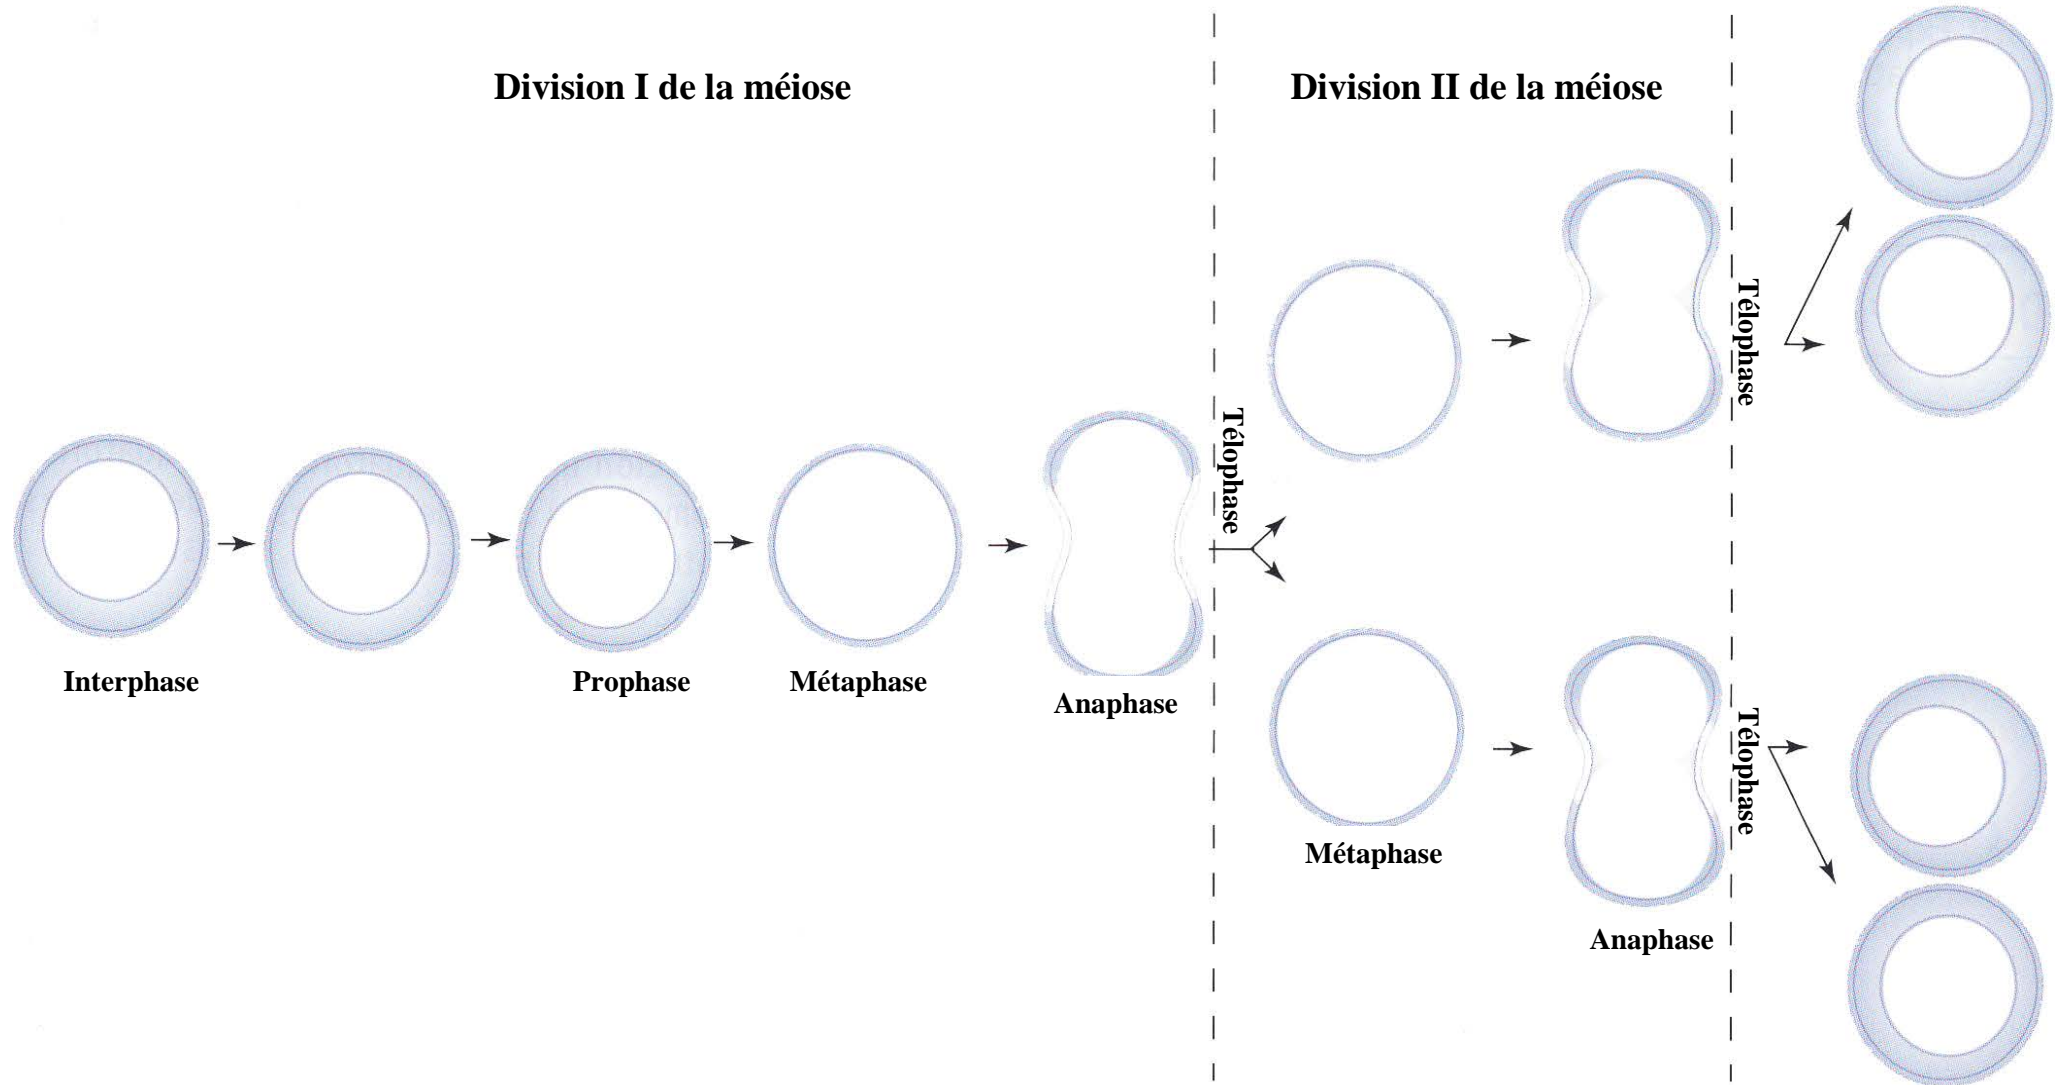 Division I de la méiose
Division II de la méiose
Télophase
Télophase
Interphase
Prophase
Métaphase
Anaphase
Télophase
Métaphase
Anaphase